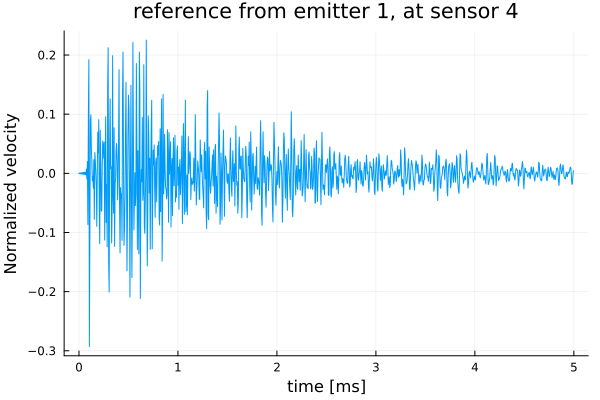 reference from emitter 1, at sensor 4
Normalized velocity
0.2
0.1
0.0
−0.1
−0.2
−0.3
0 1 2 3 4 5
time [ms]